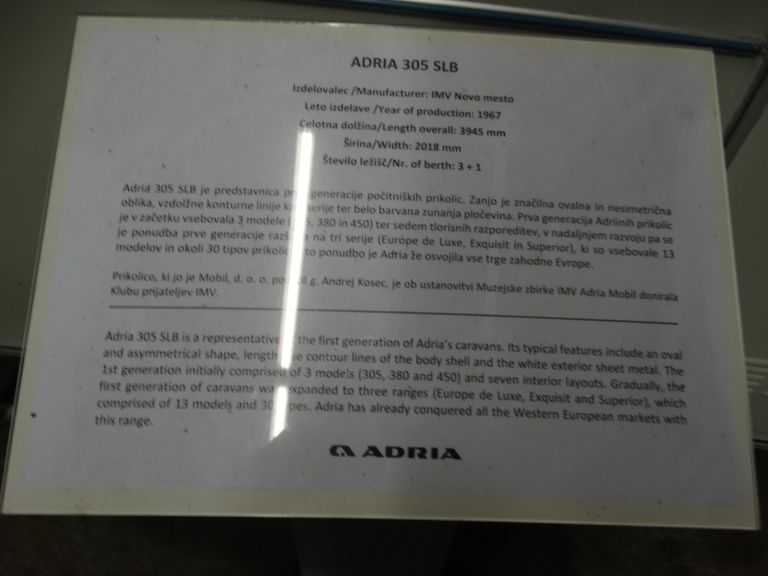 ADRIA 305 SLB
Izdelovalec /Manufacturer: IMV Novo mesto
Leto izdelave /Year of production: 1967
Celotna dolžina/Length overall: 3945 mm
Širina/Width: 2018 mm
Število ležišč/Nr. of berth: 3 + 1
Adria 305 SLB je predstavnica generacije počitniških prikolic. Zanjo je značilna ovalna in nesimetrična
oblika, vzdolžne konturne linije ter belo barvana zunanja pločevina. Prva generacija Adriinih prikolic
je v začetku vsebovala 3 modele ( 380 in 450) ter sedem tlorisnih razporeditev, v nadaljnjem razvoju pa se
je ponudba prve generacije na tri serije (Europe de Luxe, Exquisit in Superior), ki so vsebovale 13
modelov in okoli 30 tipov ponudbo je Adria že osvojila vse trge zahodne Evrope.
Prikolico, ki jo je Mobil, d. o. o. g. Andrej Kosec, je ob ustanovitvi Muzejske zbirke IMV Adria Mobil donirala
Klubu prijateljev IMV.
Adria 305 SLB is a representative the first generation of Adria's caravans. Its typical features include an oval
and asymmetrical shape, contour lines of the body shell and the white exterior sheet metal. The
1st generation initially comprised of 3 models (305, 380 and 450) and seven interior layouts. Gradually, the
first generation of caravans was expanded to three ranges (Europe de Luxe, Exquisit and Superior), which
comprised of 13 models and 30 types. Adria has already conquered all the Western European markets with
this range.
ADRIA